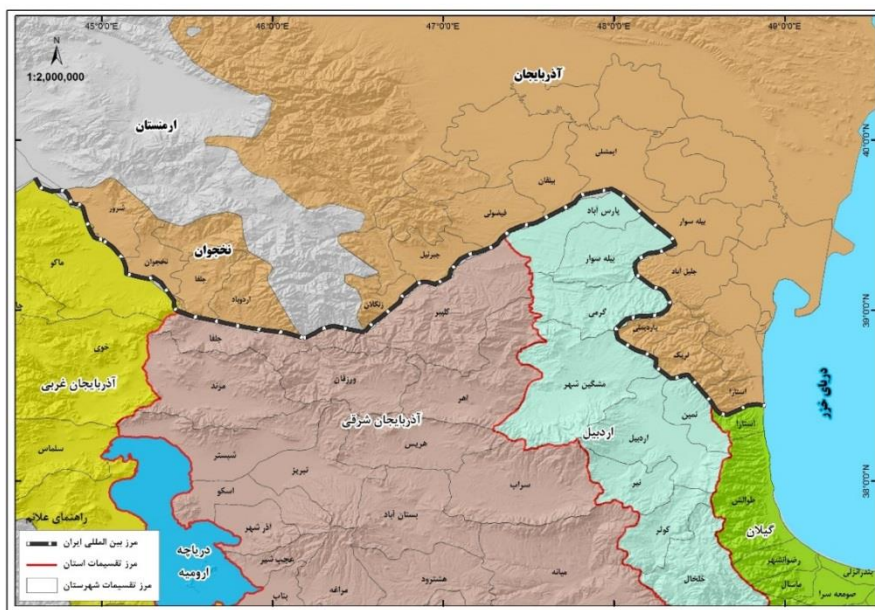 45°0'0"E
46°0'0"E
47°0'0"E
48°0'0"E
49°0'0"E
N
1:2,000,000
آذربایجان
ارمنستان
40°0'0"N
ایمشلی
بیلقان
پارس آباد
فیضولی
بیله سوار
شرور
نخجوان
نخجوان
جبرئیل
بیله سوار
جلیل آباد
ماکو
جلفا
اردوباد
زنگلان
39°0'0"N
کلیبر
گرمی
یاردیملی
جلفا
لریک
خوی
آذربایجان غربی
مرند
ورزقان
اهر
مشگین شهر
آستارا
دریای خزر
نمین
آستارا
آذربایجان شرقی
اردبیل
اردبیل
هریس
سلماس
شبستر
تبریز
38°0'0"N
سراب
نیر
طوالش
اسکو
بستان آباد
گیلان
آذر شهر
کوثر
دریاچه
ارومیه
عجب شیر
رضوانشهر
میانه
هشترود
خلخال
بندرانزلی
ماسال
مراغه
بناب
صومعه سرا
راهنمای علائم
مرز بین المللی ایران
مرز تقسیمات استان
مرز تقسیمات شهرستان